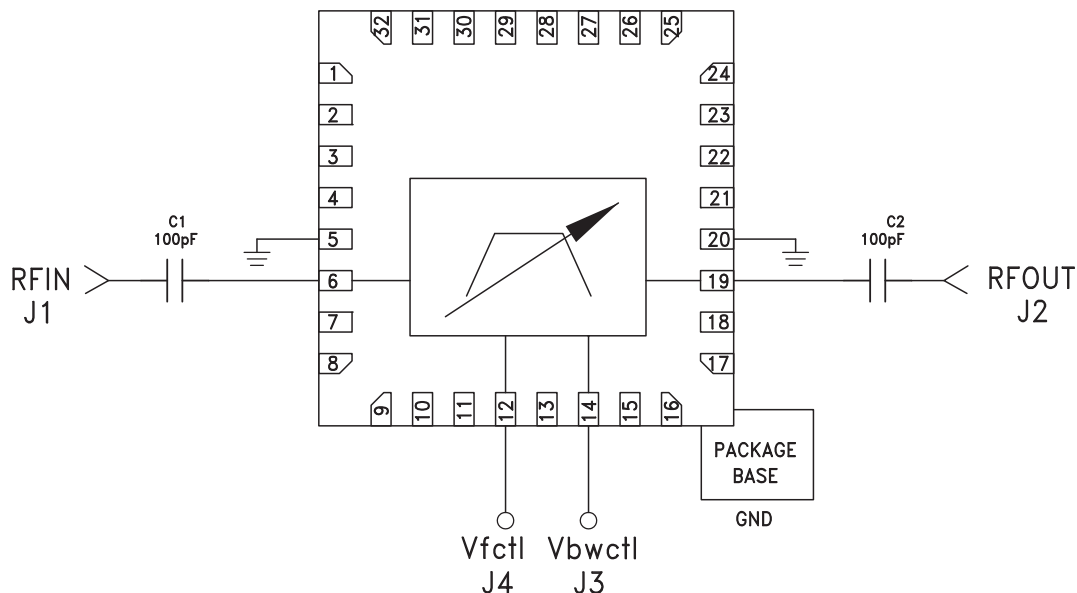 32 31 30 29 28 27 26 25
1 24
2 23
3 22
4 21
C1
100pF
5 20
C2
100pF
RFIN
J1
6 19
RFOUT
J2
7 18
8 17
9 10 11 12 13 14 15 16
PACKAGE
BASE
GND
Vfctl Vbwctl
J4 J3